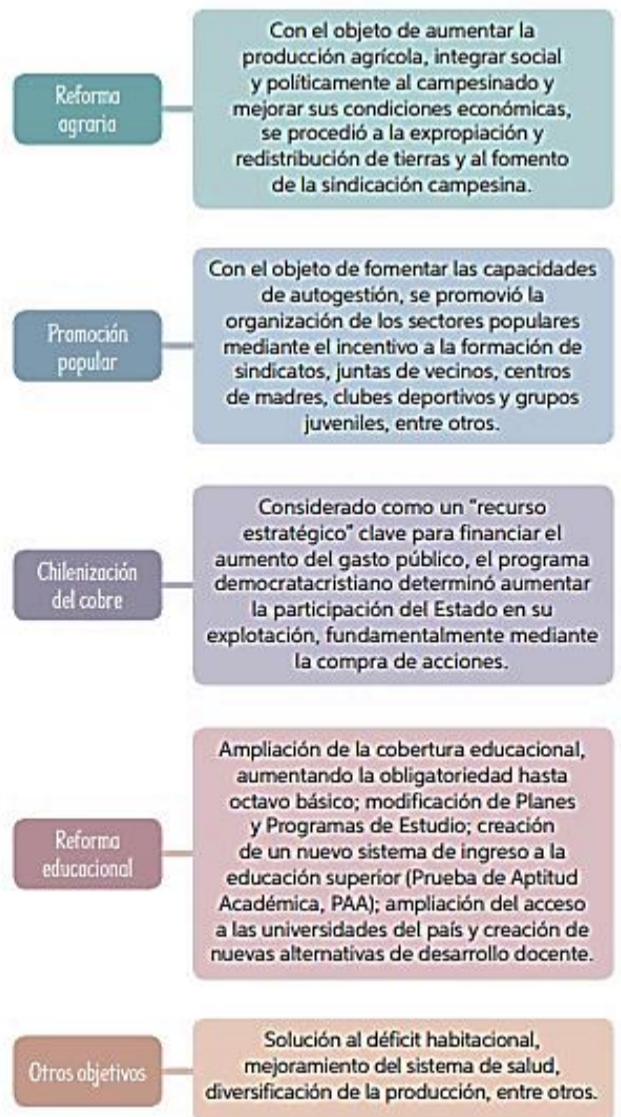 Reforma
agraria
Con el objeto de aumentar la
producción agrícola, integrar social
y políticamente al campesinado y
mejorar sus condiciones económicas,
se procedió a la expropiación y
redistribución de tierras y al fomento
de la sindicación campesina.
Promoción
popular
Con el objeto de fomentar las capacidades
de autogestión, se promovió la
organización de los sectores populares
mediante el incentivo a la formación de
sindicatos, juntas de vecinos, centros
de madres, clubes deportivos y grupos
juveniles, entre otros.
Chilenización
del cobre
Considerado como un "recurso
estratégico" clave para financiar el
aumento del gasto público, el programa
democratacristiano determinó aumentar
la participación del Estado en su
explotación, fundamentalmente mediante
la compra de acciones.
Reforma
educacional
Ampliación de la cobertura educacional,
aumentando la obligatoriedad hasta
octavo básico; modificación de Planes
y Programas de Estudio; creación
de un nuevo sistema de ingreso a la
educación superior (Prueba de Aptitud
Académica, PAA); ampliación del acceso
a las universidades del país y creación de
nuevas alternativas de desarrollo docente.
Otros objetivos
Solución al déficit habitacional,
mejoramiento del sistema de salud,
diversificación de la producción, entre otros.